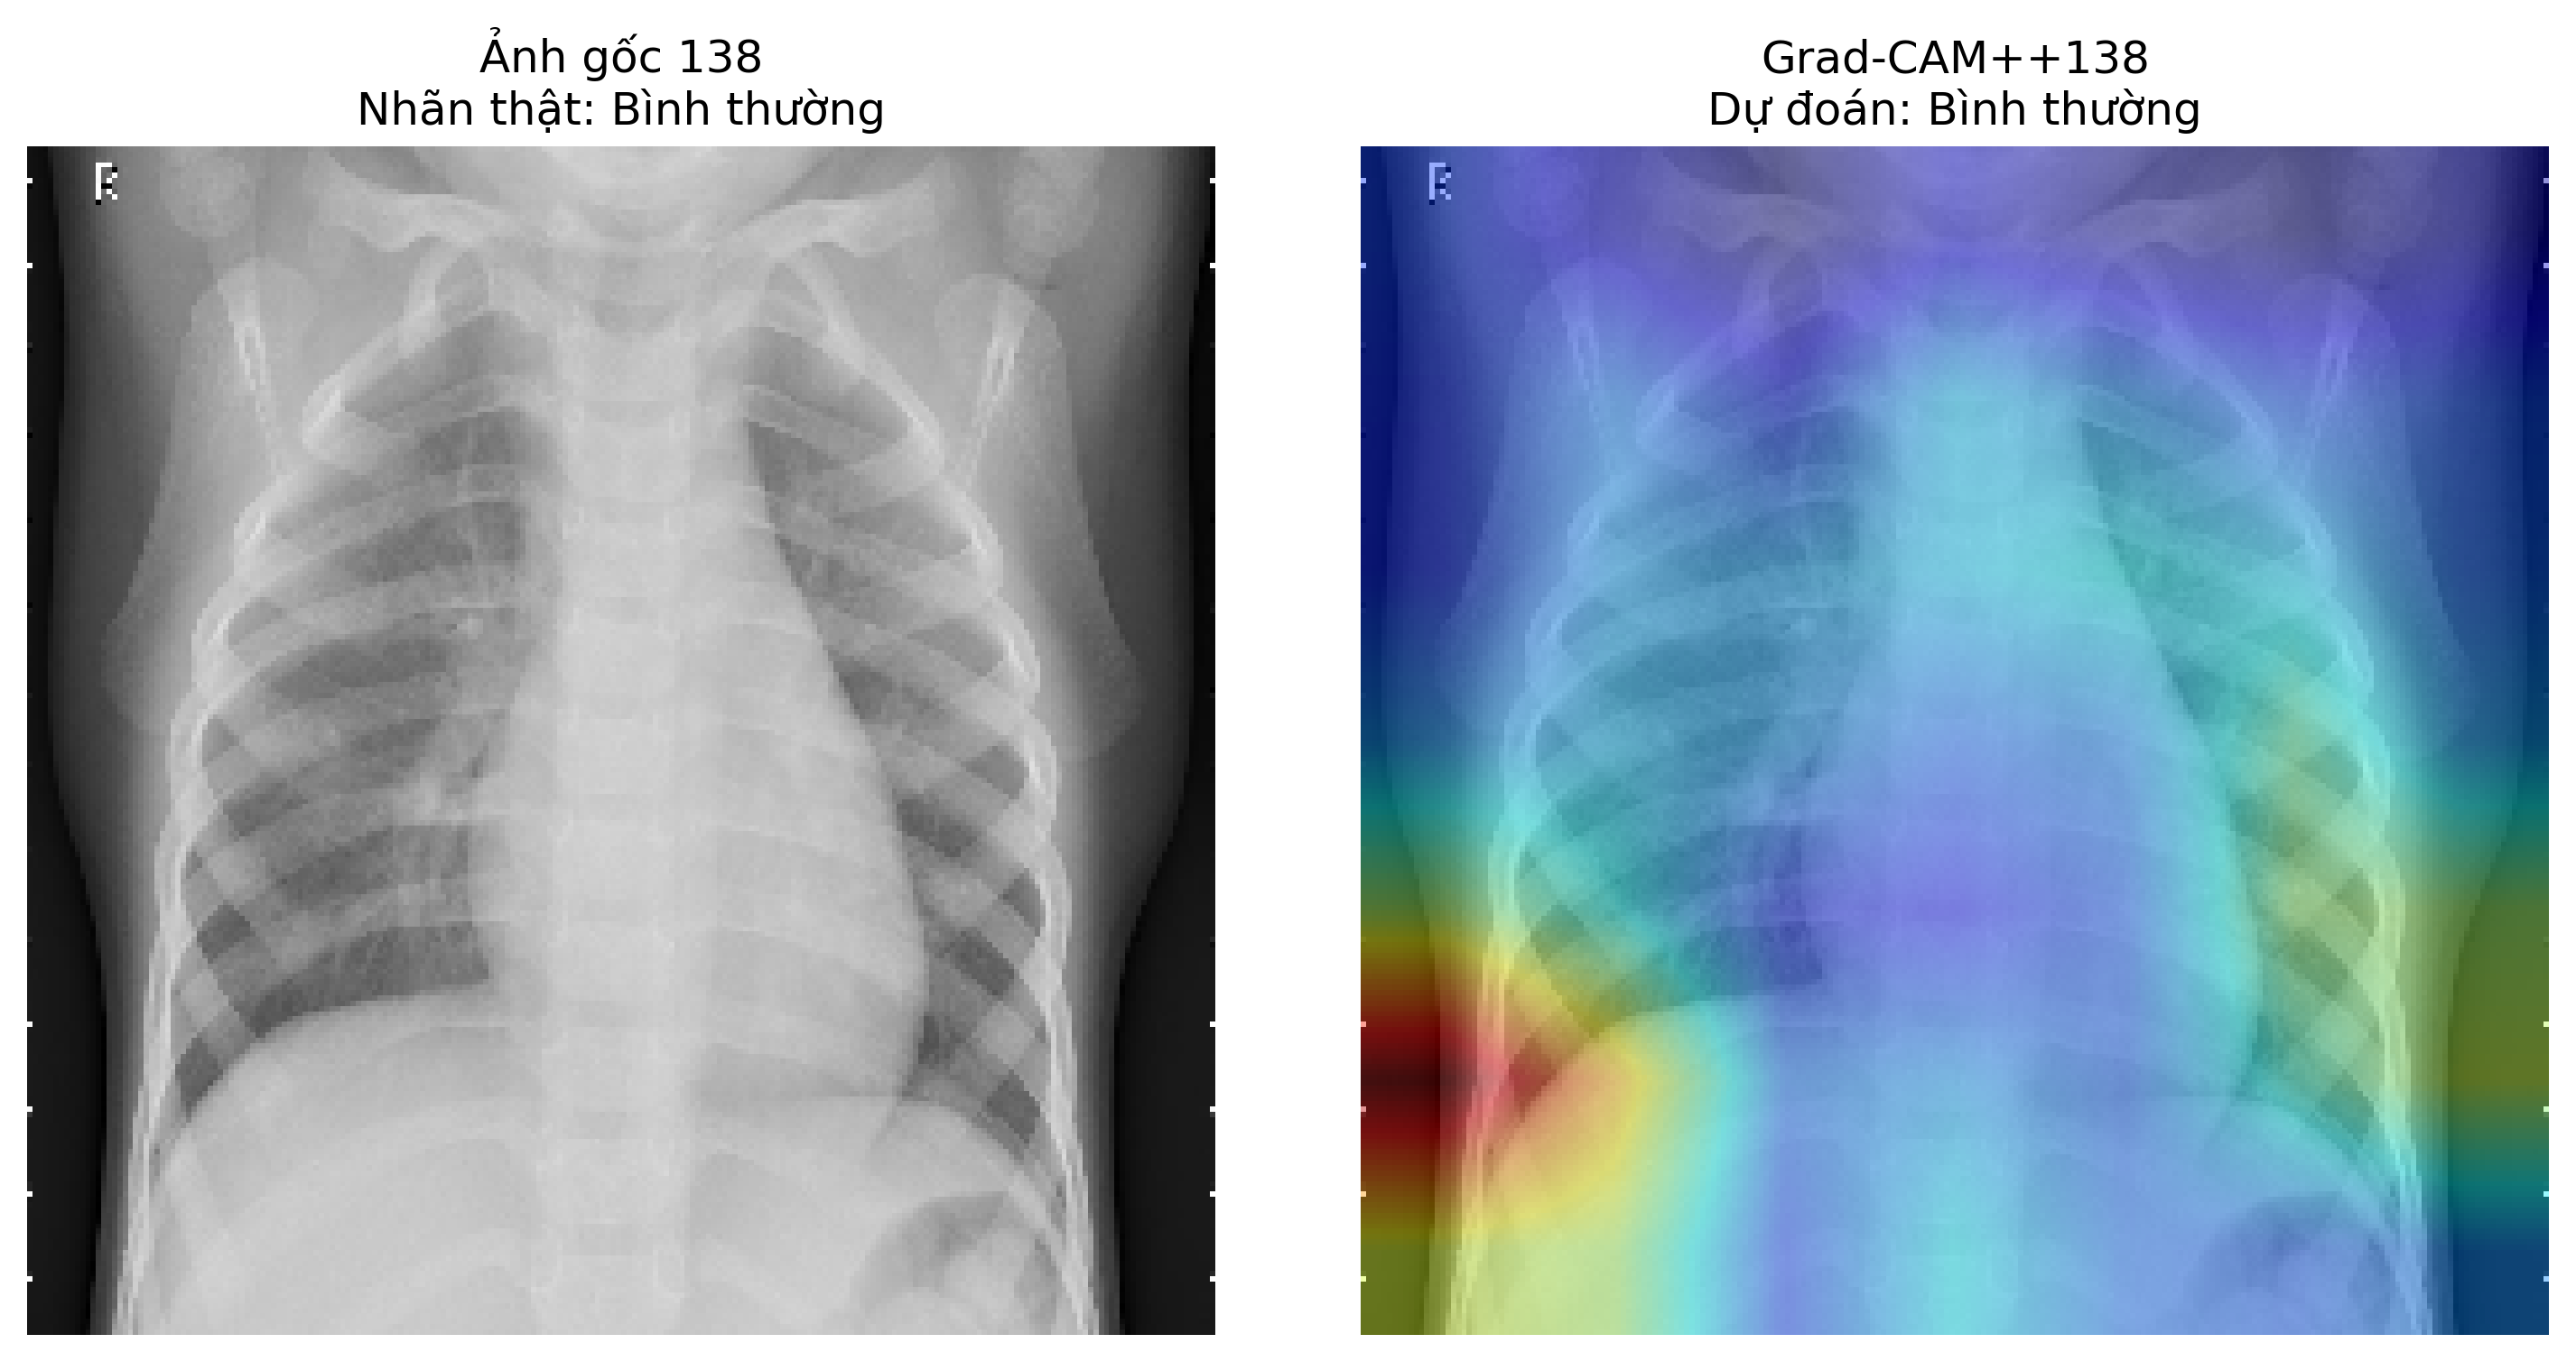 Ảnh gốc 138
Nhãn thật: Bình thường
Grad-CAM++138
Dự đoán: Bình thường
R
R